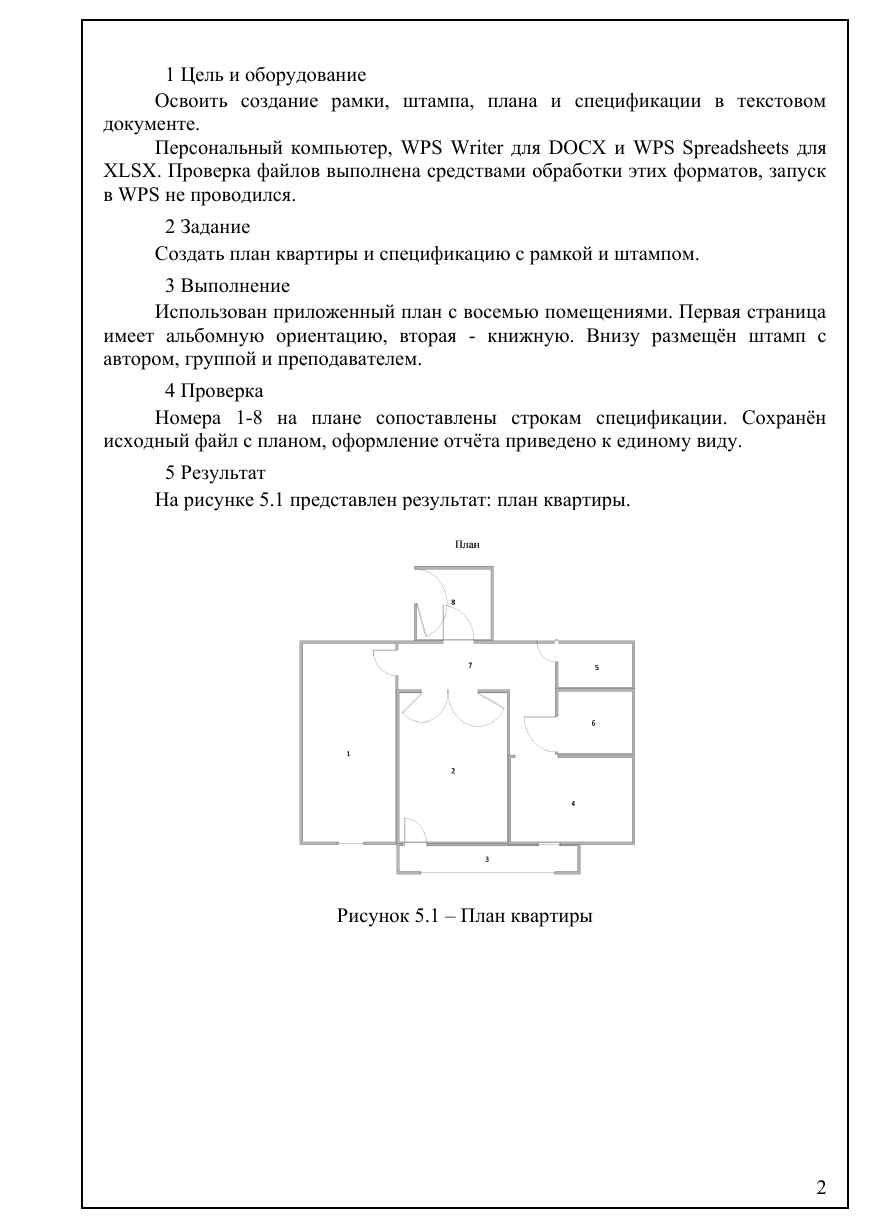 1 Цель и оборудование
Освоить создание рамки, штампа, плана и спецификации в текстовом
документе.
Персональный компьютер, WPS Writer для DOCX и WPS Spreadsheets для
XLSX. Проверка файлов выполнена средствами обработки этих форматов, запуск
в WPS не проводился.
2 Задание
Создать план квартиры и спецификацию с рамкой и штампом.
3 Выполнение
Использован приложенный план с восемью помещениями. Первая страница
имеет альбомную ориентацию, вторая - книжную. Внизу размещён штамп с
автором, группой и преподавателем.
4 Проверка
Номера 1-8 на плане сопоставлены строкам спецификации. Сохранён
исходный файл с планом, оформление отчёта приведено к единому виду.
5 Результат
На рисунке 5.1 представлен результат: план квартиры.
План
8
7
5
6
1
2
4
3
Рисунок 5.1 – План квартиры
2